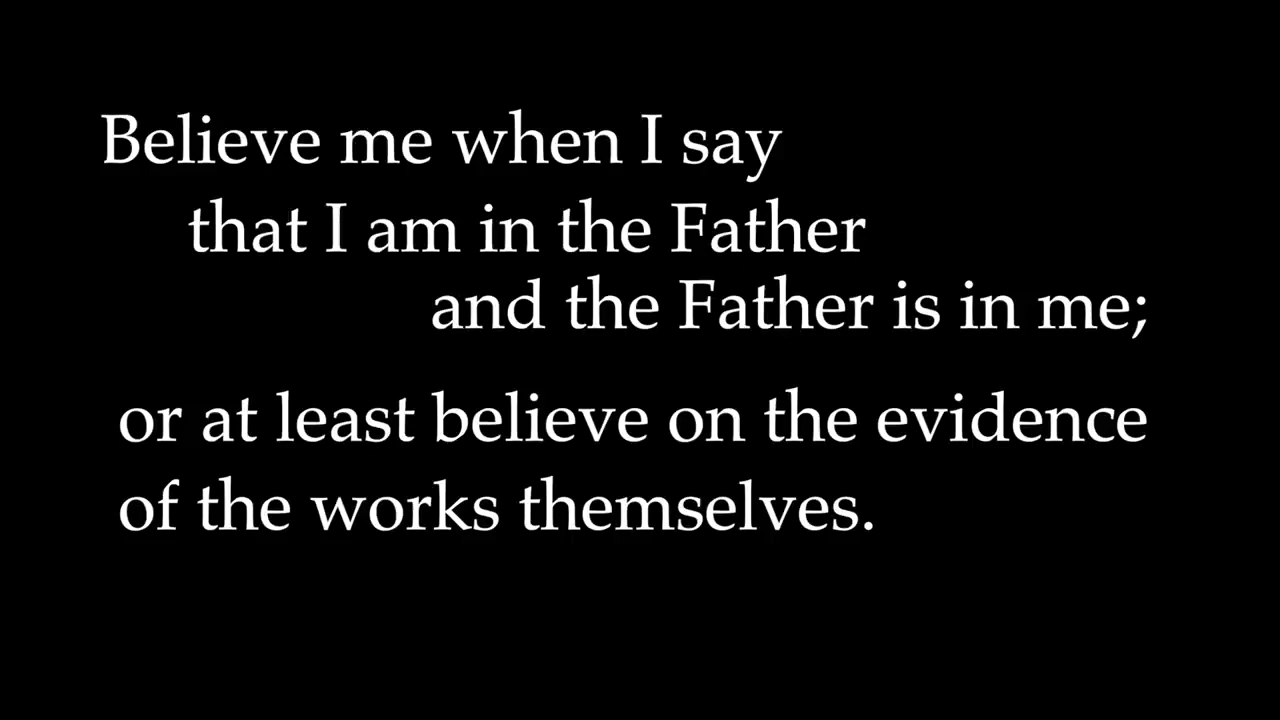 Believe me when I say
that I am in the Father
and the Father is in me;
or at least believe on the evidence
of the works themselves.